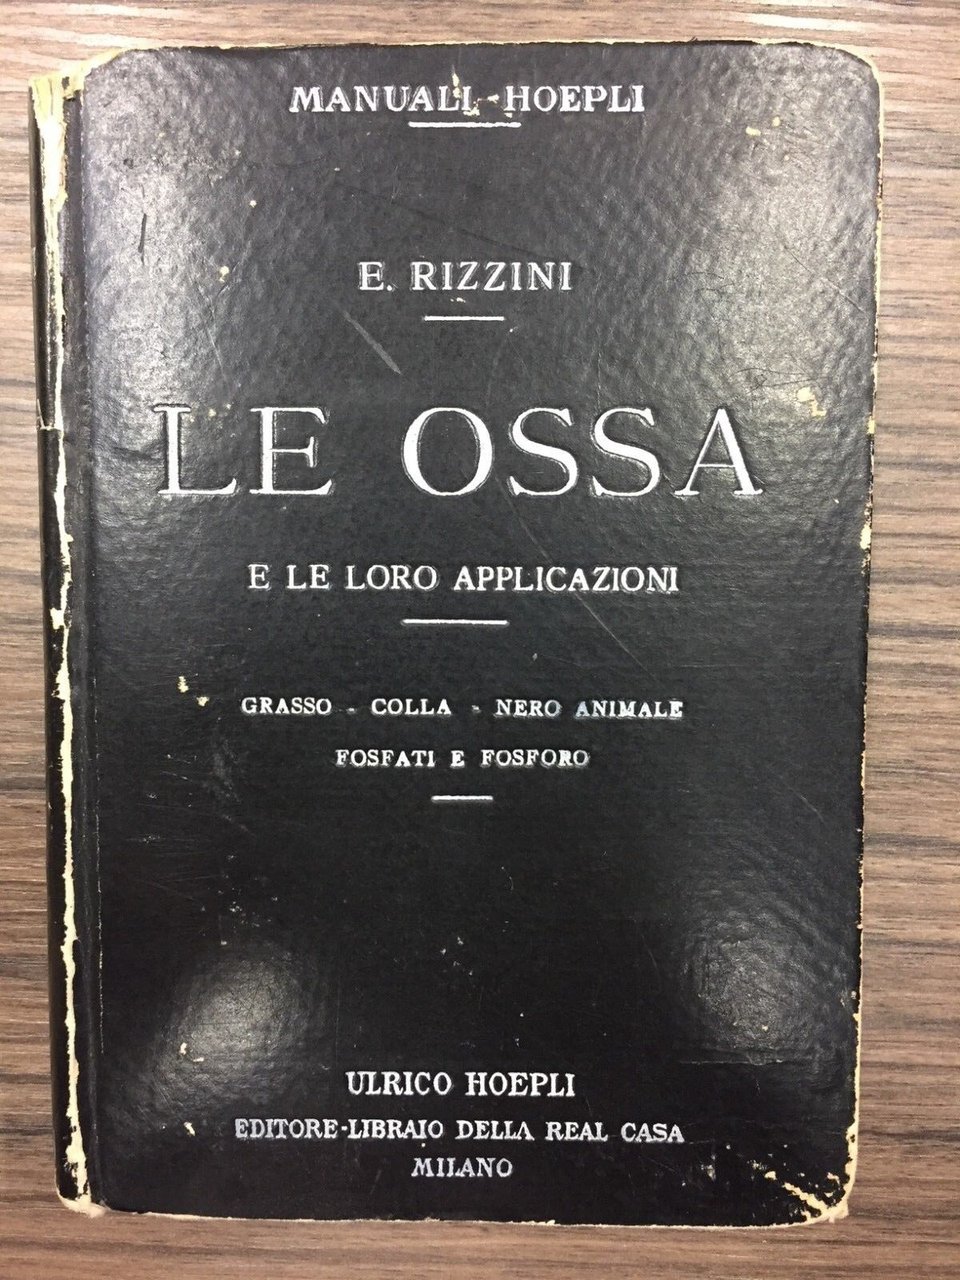 MANUALI - HOEPLI
E. RIZZINI
LE OSSA
E LE LORO APPLICAZIONI
GRASSO - COLLA - NERO ANIMALE
FOSFATI E FOSFORO
ULRICO HOEPLI
EDITORE-LIBRAIO DELLA REAL CASA
MILANO